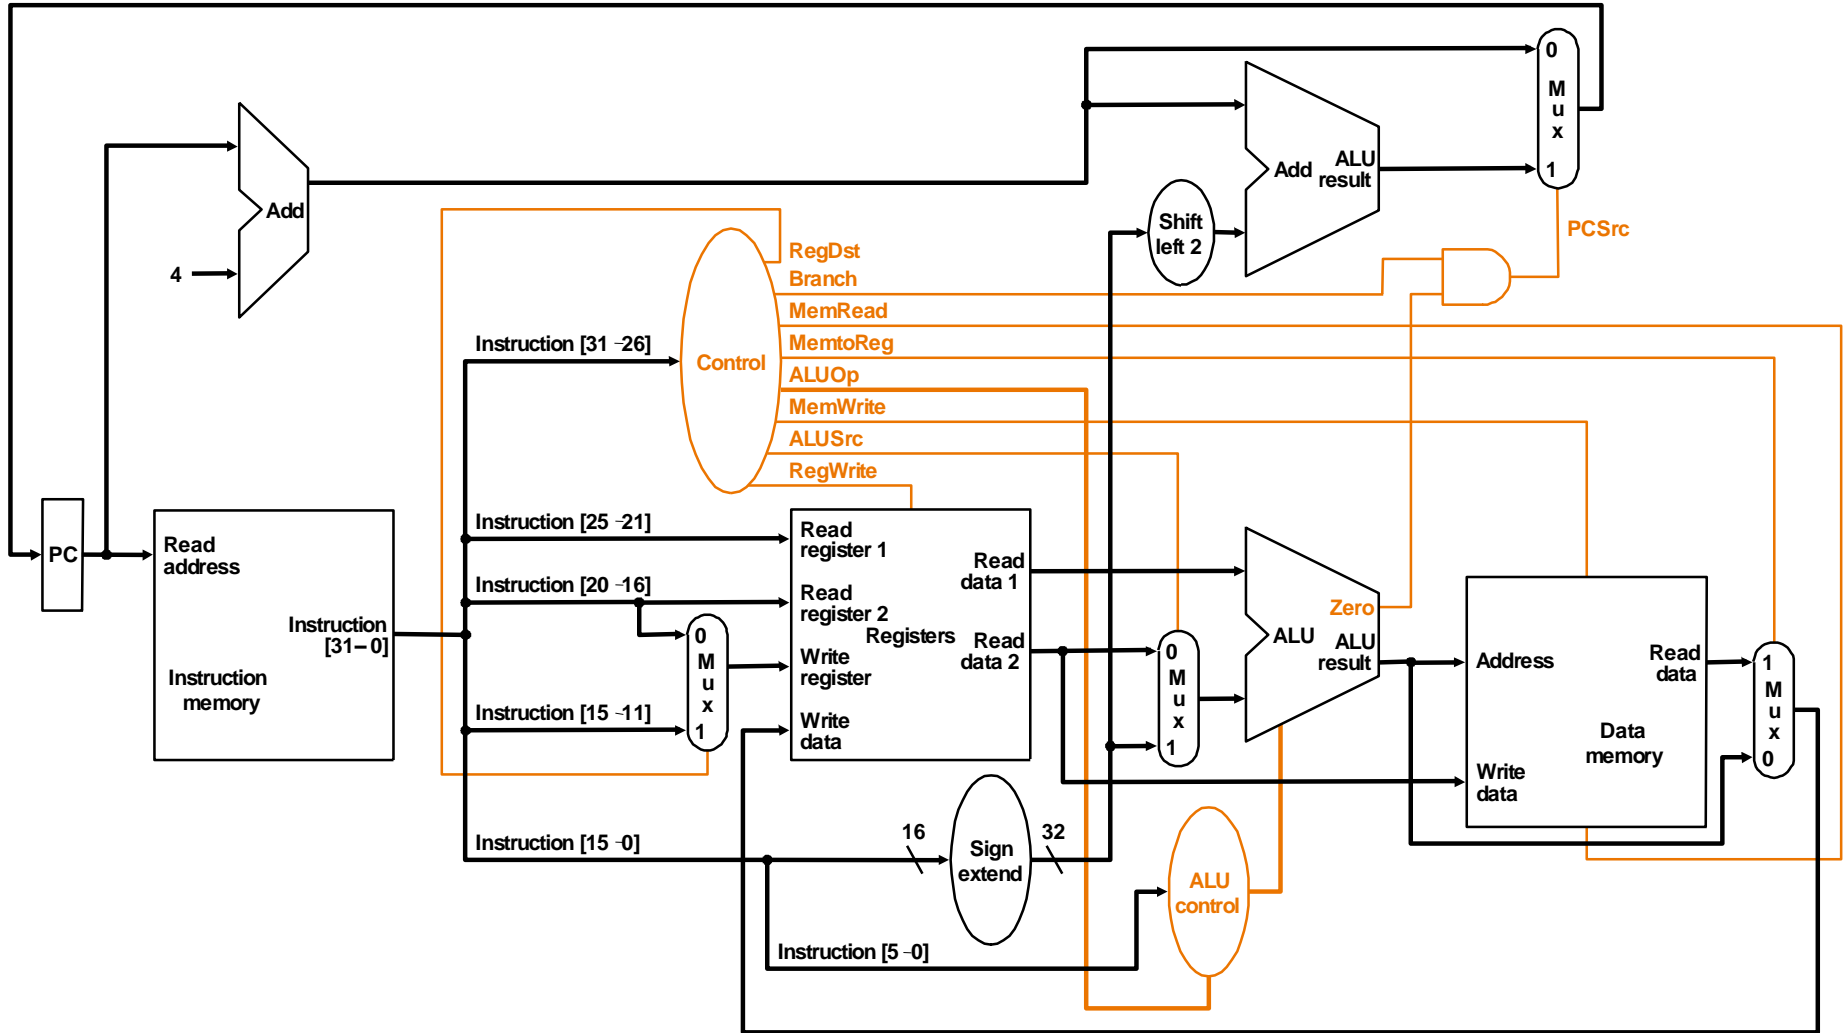 0
M
u
x
1
Add
ALU
result
Add
4
Shift
left 2
PCSrc
RegDst
Branch
MemRead
MemtoReg
ALUOp
MemWrite
ALUSrc
RegWrite
Control
Instruction [31–26]
Instruction [25–21]
Instruction [20–16]
Instruction [15–11]
Instruction [15–0]
Instruction [5–0]
PC
Read
address
Instruction
[31–0]
Instruction
memory
0
M
u
x
1
Read
register 1
Read
register 2
Write
register
Write
data
Registers
Read
data 1
Read
data 2
0
M
u
x
1
Zero
ALU
ALU
result
Address
Read
data
Data
memory
Write
data
1
M
u
x
0
16
Sign
extend
32
ALU
control